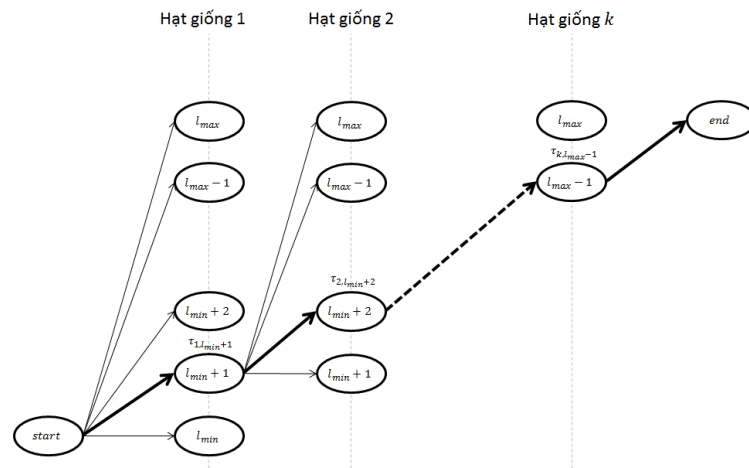 Hạt giống 1 Hạt giống 2 Hạt giống k
l_max l_max l_max end
τ_{k,l_max−1}
l_max − 1 l_max − 1 l_max − 1
τ_{2,l_min+2}
l_min + 2 l_min + 2
τ_{1,l_min+1}
l_min + 1 l_min + 1
start l_min